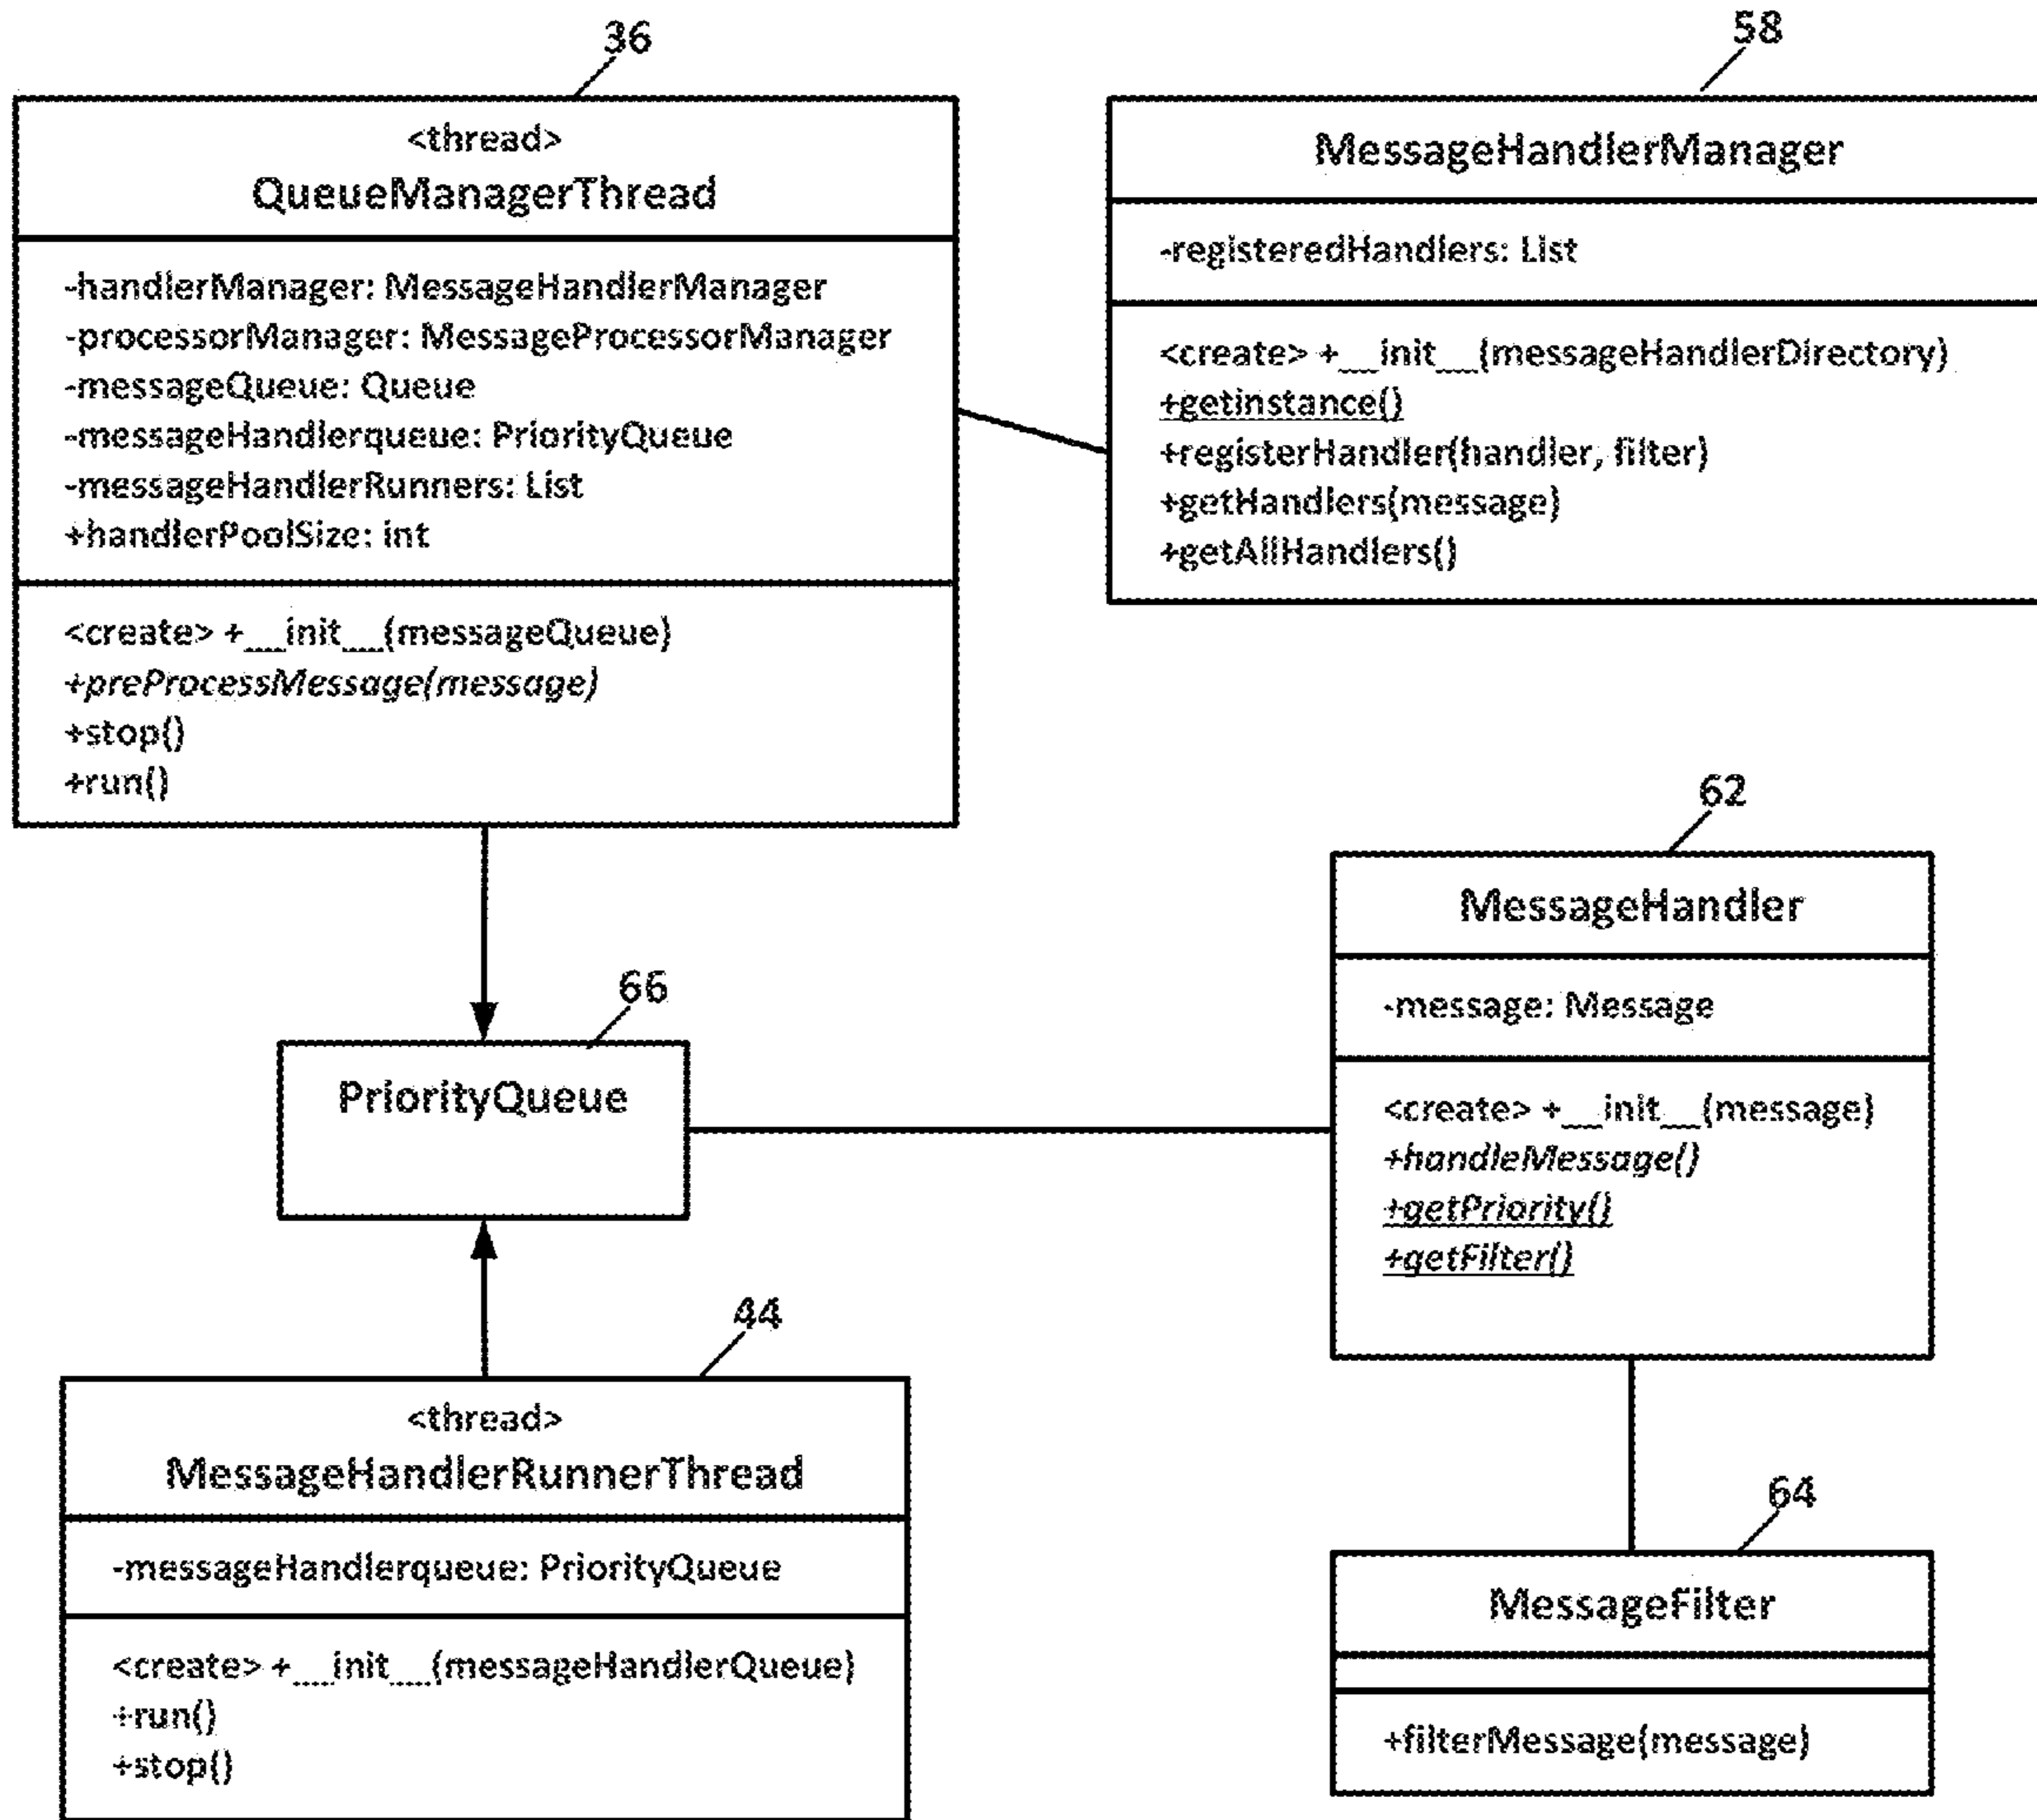 36
<thread>
QueueManagerThread
-handlerManager: MessageHandlerManager
-processorManager: MessageProcessorManager
-messageQueue: Queue
-messageHandlerqueue: PriorityQueue
-messageHandlerRunners: List
+handlerPoolSize: int
<create> +__init__(messageQueue)
+preProcessMessage(message)
+stop()
+run()
58
MessageHandlerManager
-registeredHandlers: List
<create> +__init__(messageHandlerDirectory)
+getinstance()
+registerHandler(handler, filter)
+getHandlers(message)
+getAllHandlers()
62
MessageHandler
-message: Message
<create> +__init__(message)
+handleMessage()
+getPriority()
+getFilter()
66
PriorityQueue
44
<thread>
MessageHandlerRunnerThread
-messageHandlerqueue: PriorityQueue
<create> +__init__(messageHandlerQueue)
+run()
+stop()
64
MessageFilter
+filterMessage(message)